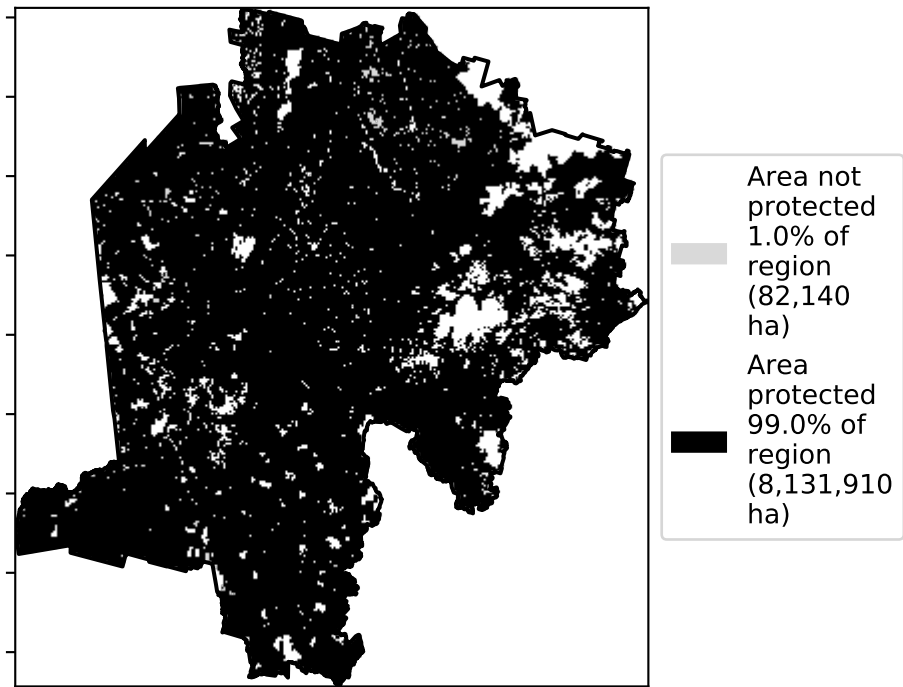 Area not
protected
1.0% of
region
(82,140
ha)
Area
protected
99.0% of
region
(8,131,910
ha)